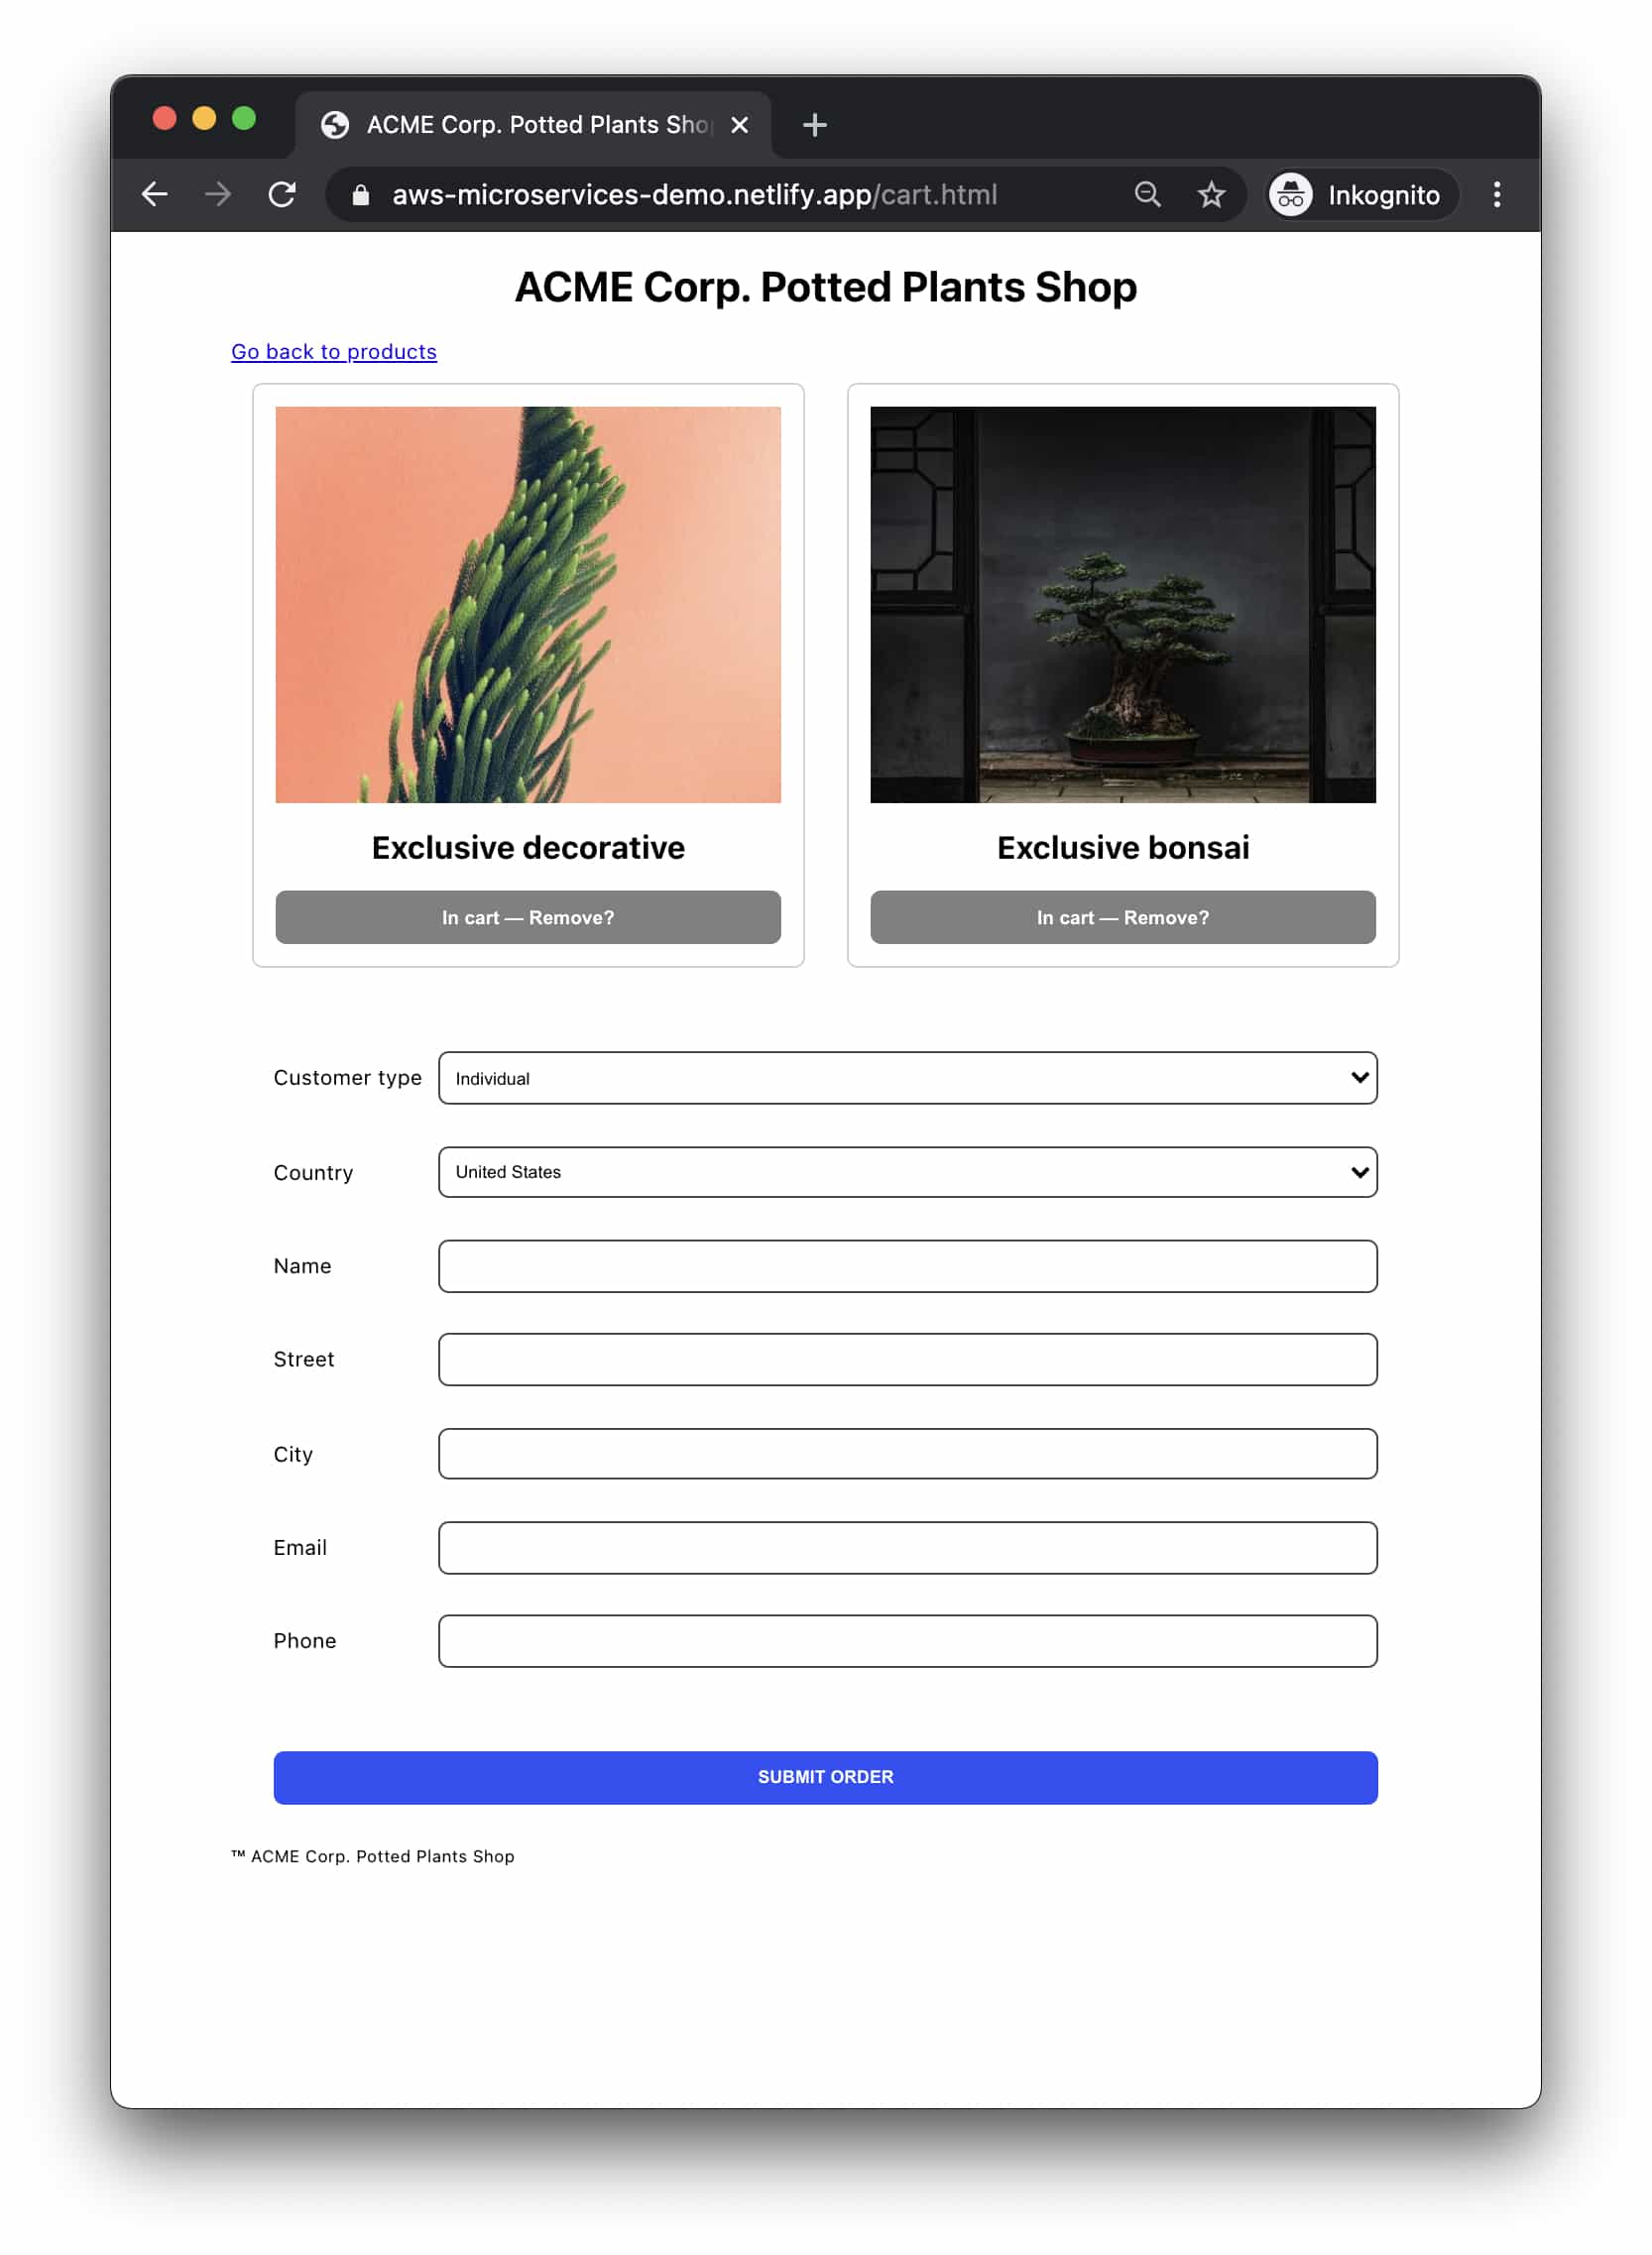 ACME Corp. Potted Plants Sho
aws-microservices-demo.netlify.app/cart.html
Inkognito
ACME Corp. Potted Plants Shop
Go back to products
Exclusive decorative
Exclusive bonsai
In cart — Remove?
In cart — Remove?
Customer type
Individual
Country
United States
Name
Street
City
Email
Phone
SUBMIT ORDER
™ ACME Corp. Potted Plants Shop